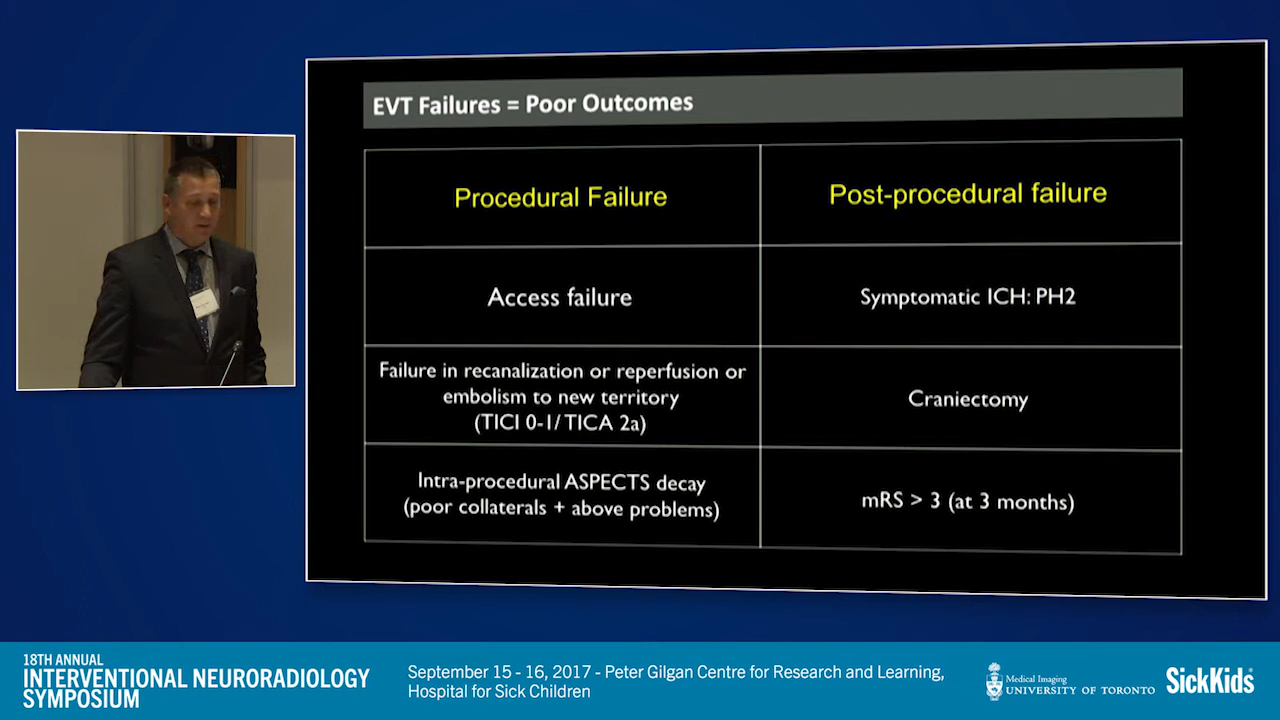 EVT Failures = Poor Outcomes
Procedural Failure
Post-procedural failure
Access failure
Symptomatic ICH: PH2
Failure in recanalization or reperfusion or
embolism to new territory
(TICI 0-1/ TICA 2a)
Craniectomy
Intra-procedural ASPECTS decay
(poor collaterals + above problems)
mRS > 3 (at 3 months)
18TH ANNUAL
INTERVENTIONAL NEURORADIOLOGY
SYMPOSIUM
September 15 - 16, 2017 - Peter Gilgan Centre for Research and Learning,
Hospital for Sick Children
Medical Imaging
UNIVERSITY OF TORONTO
SickKids®